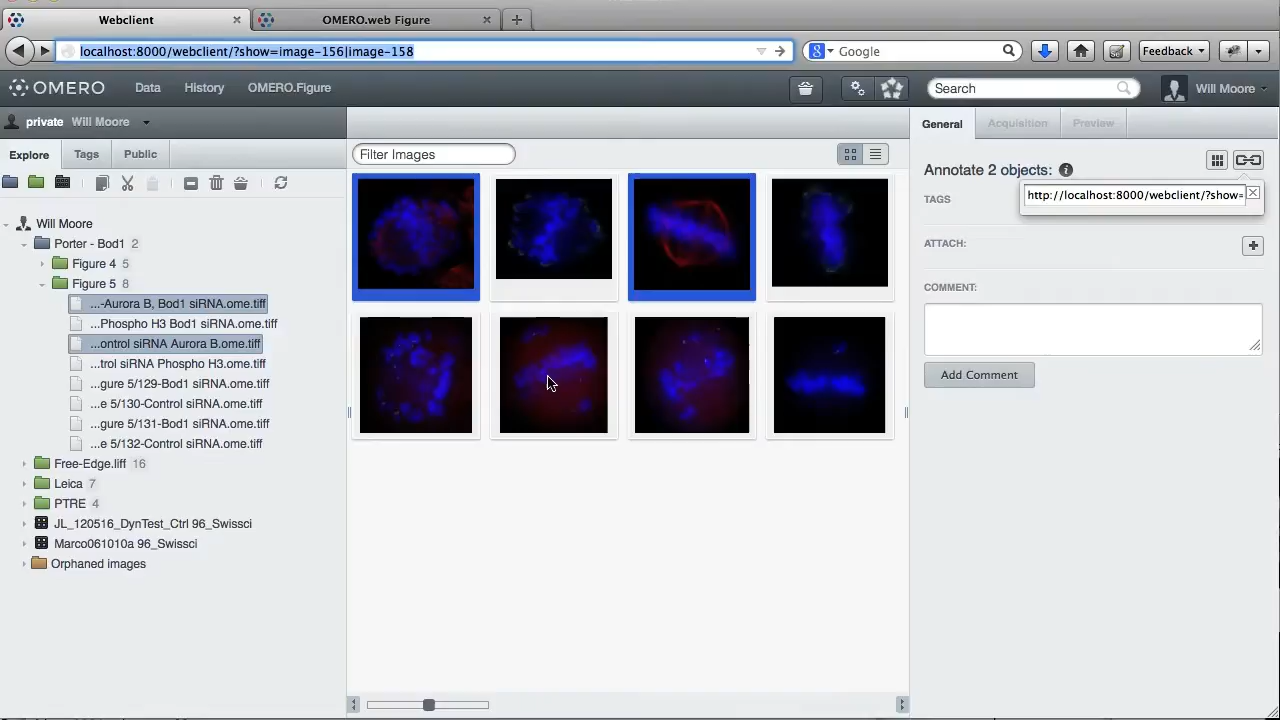 Webclient
OMERO.web Figure
localhost:8000/webclient/?show=image-156|image-158
Google
Feedback
OMERO
Data
History
OMERO.Figure
Search
Will Moore
private Will Moore
General
Acquisition
Preview
Explore
Tags
Public
Filter Images
Annotate 2 objects:
http://localhost:8000/webclient/?show=
TAGS
ATTACH:
COMMENT:
Add Comment
Will Moore
Porter - Bod1 2
Figure 4 5
Figure 5 8
...-Aurora B, Bod1 siRNA.ome.tiff
...Phospho H3 Bod1 siRNA.ome.tiff
...ontrol siRNA Aurora B.ome.tiff
...trol siRNA Phospho H3.ome.tiff
...gure 5/129-Bod1 siRNA.ome.tiff
...e 5/130-Control siRNA.ome.tiff
...gure 5/131-Bod1 siRNA.ome.tiff
...e 5/132-Control siRNA.ome.tiff
Free-Edge.liff 16
Leica 7
PTRE 4
JL_120516_DynTest_Ctrl 96_Swissci
Marco061010a 96_Swissci
Orphaned images